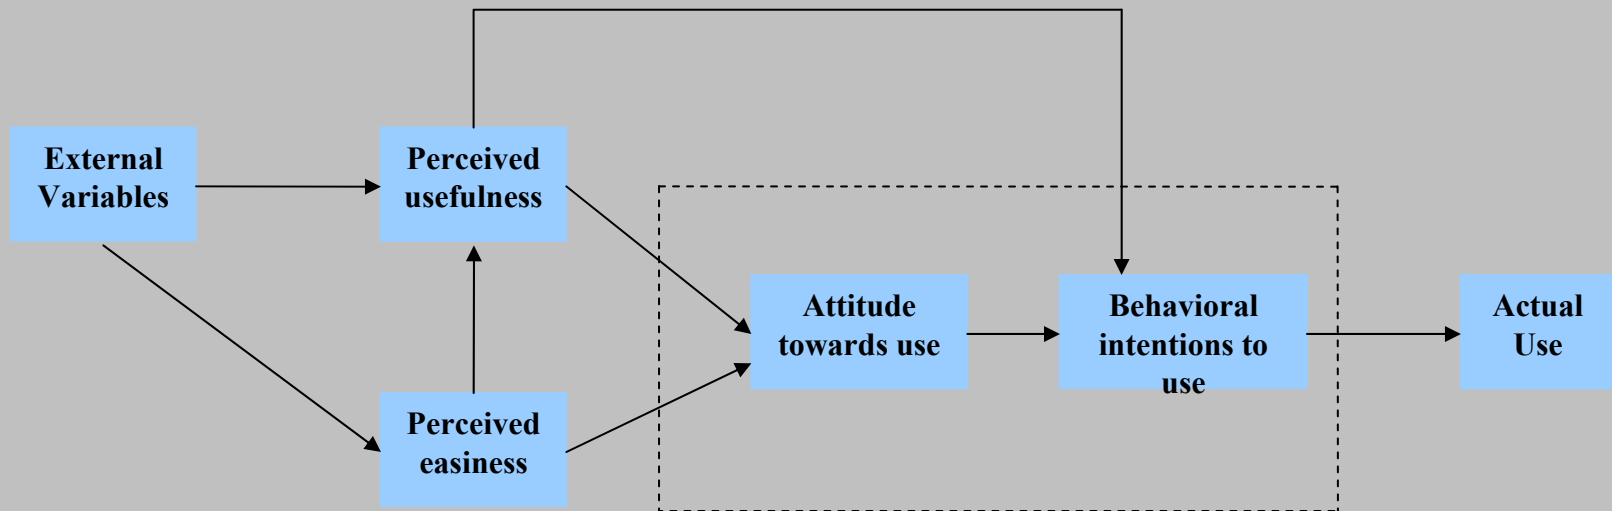 External
Variables
Perceived
usefulness
Perceived
easiness
Attitude
towards use
Behavioral
intentions to
use
Actual
Use